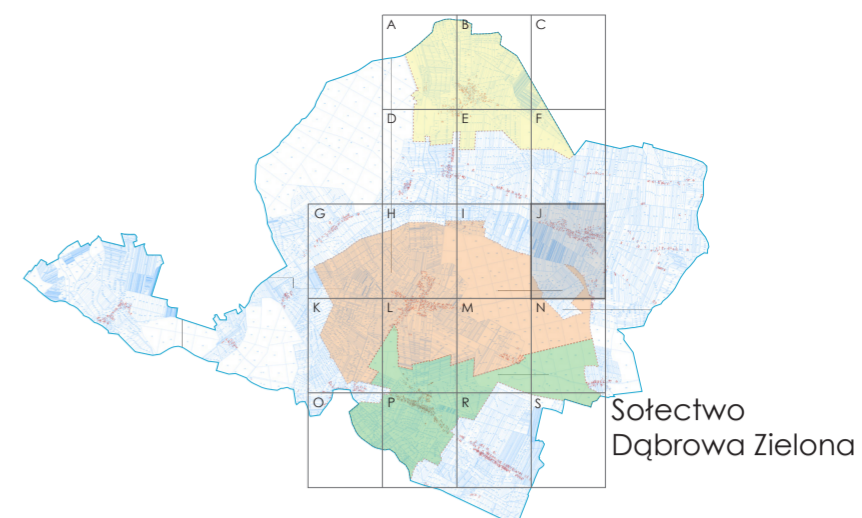 A B C
D E F
G H I J
K L M N
O P R S
Sołectwo
Dąbrowa Zielona